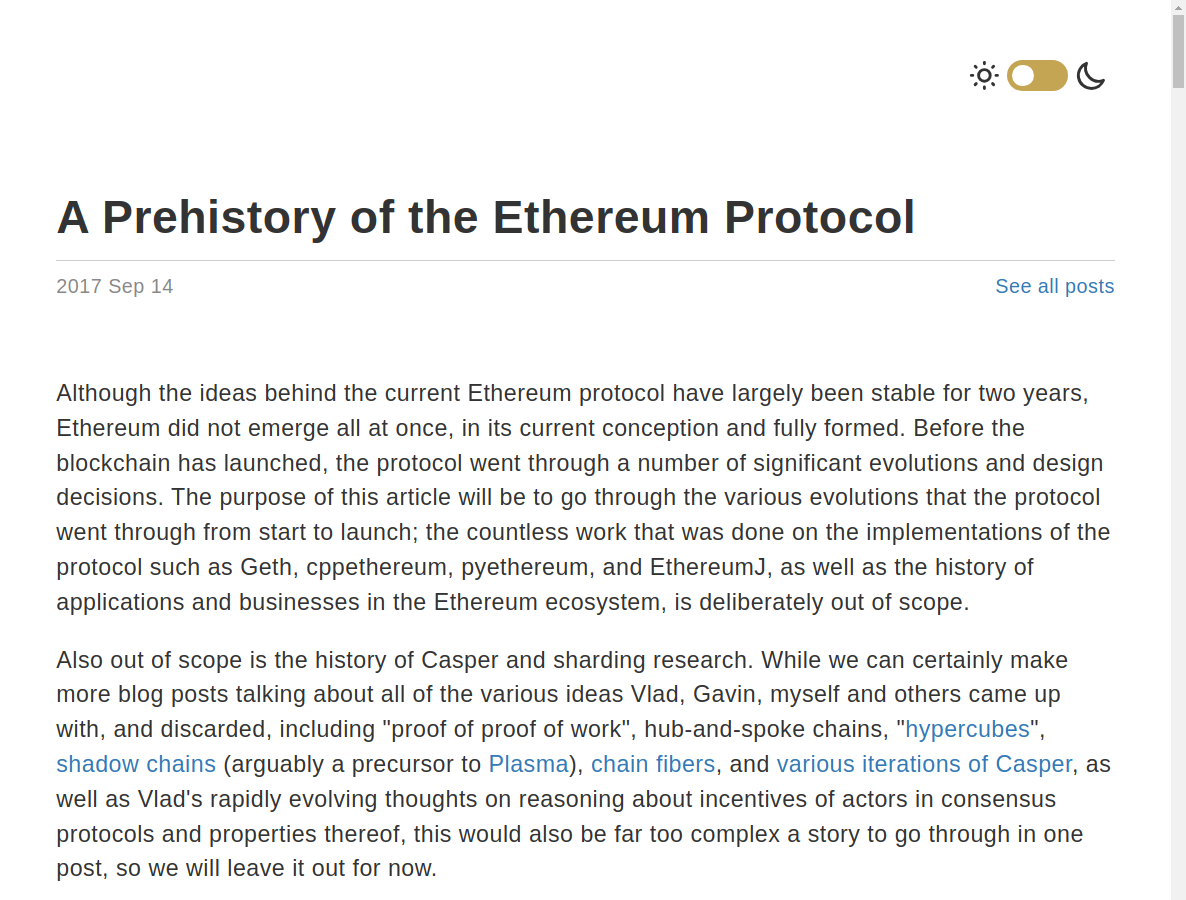 A Prehistory of the Ethereum Protocol
2017 Sep 14
See all posts
Although the ideas behind the current Ethereum protocol have largely been stable for two years,
Ethereum did not emerge all at once, in its current conception and fully formed. Before the
blockchain has launched, the protocol went through a number of significant evolutions and design
decisions. The purpose of this article will be to go through the various evolutions that the protocol
went through from start to launch; the countless work that was done on the implementations of the
protocol such as Geth, cppethereum, pyethereum, and EthereumJ, as well as the history of
applications and businesses in the Ethereum ecosystem, is deliberately out of scope.
Also out of scope is the history of Casper and sharding research. While we can certainly make
more blog posts talking about all of the various ideas Vlad, Gavin, myself and others came up
with, and discarded, including "proof of proof of work", hub-and-spoke chains, "hypercubes",
shadow chains (arguably a precursor to Plasma), chain fibers, and various iterations of Casper, as
well as Vlad's rapidly evolving thoughts on reasoning about incentives of actors in consensus
protocols and properties thereof, this would also be far too complex a story to go through in one
post, so we will leave it out for now.